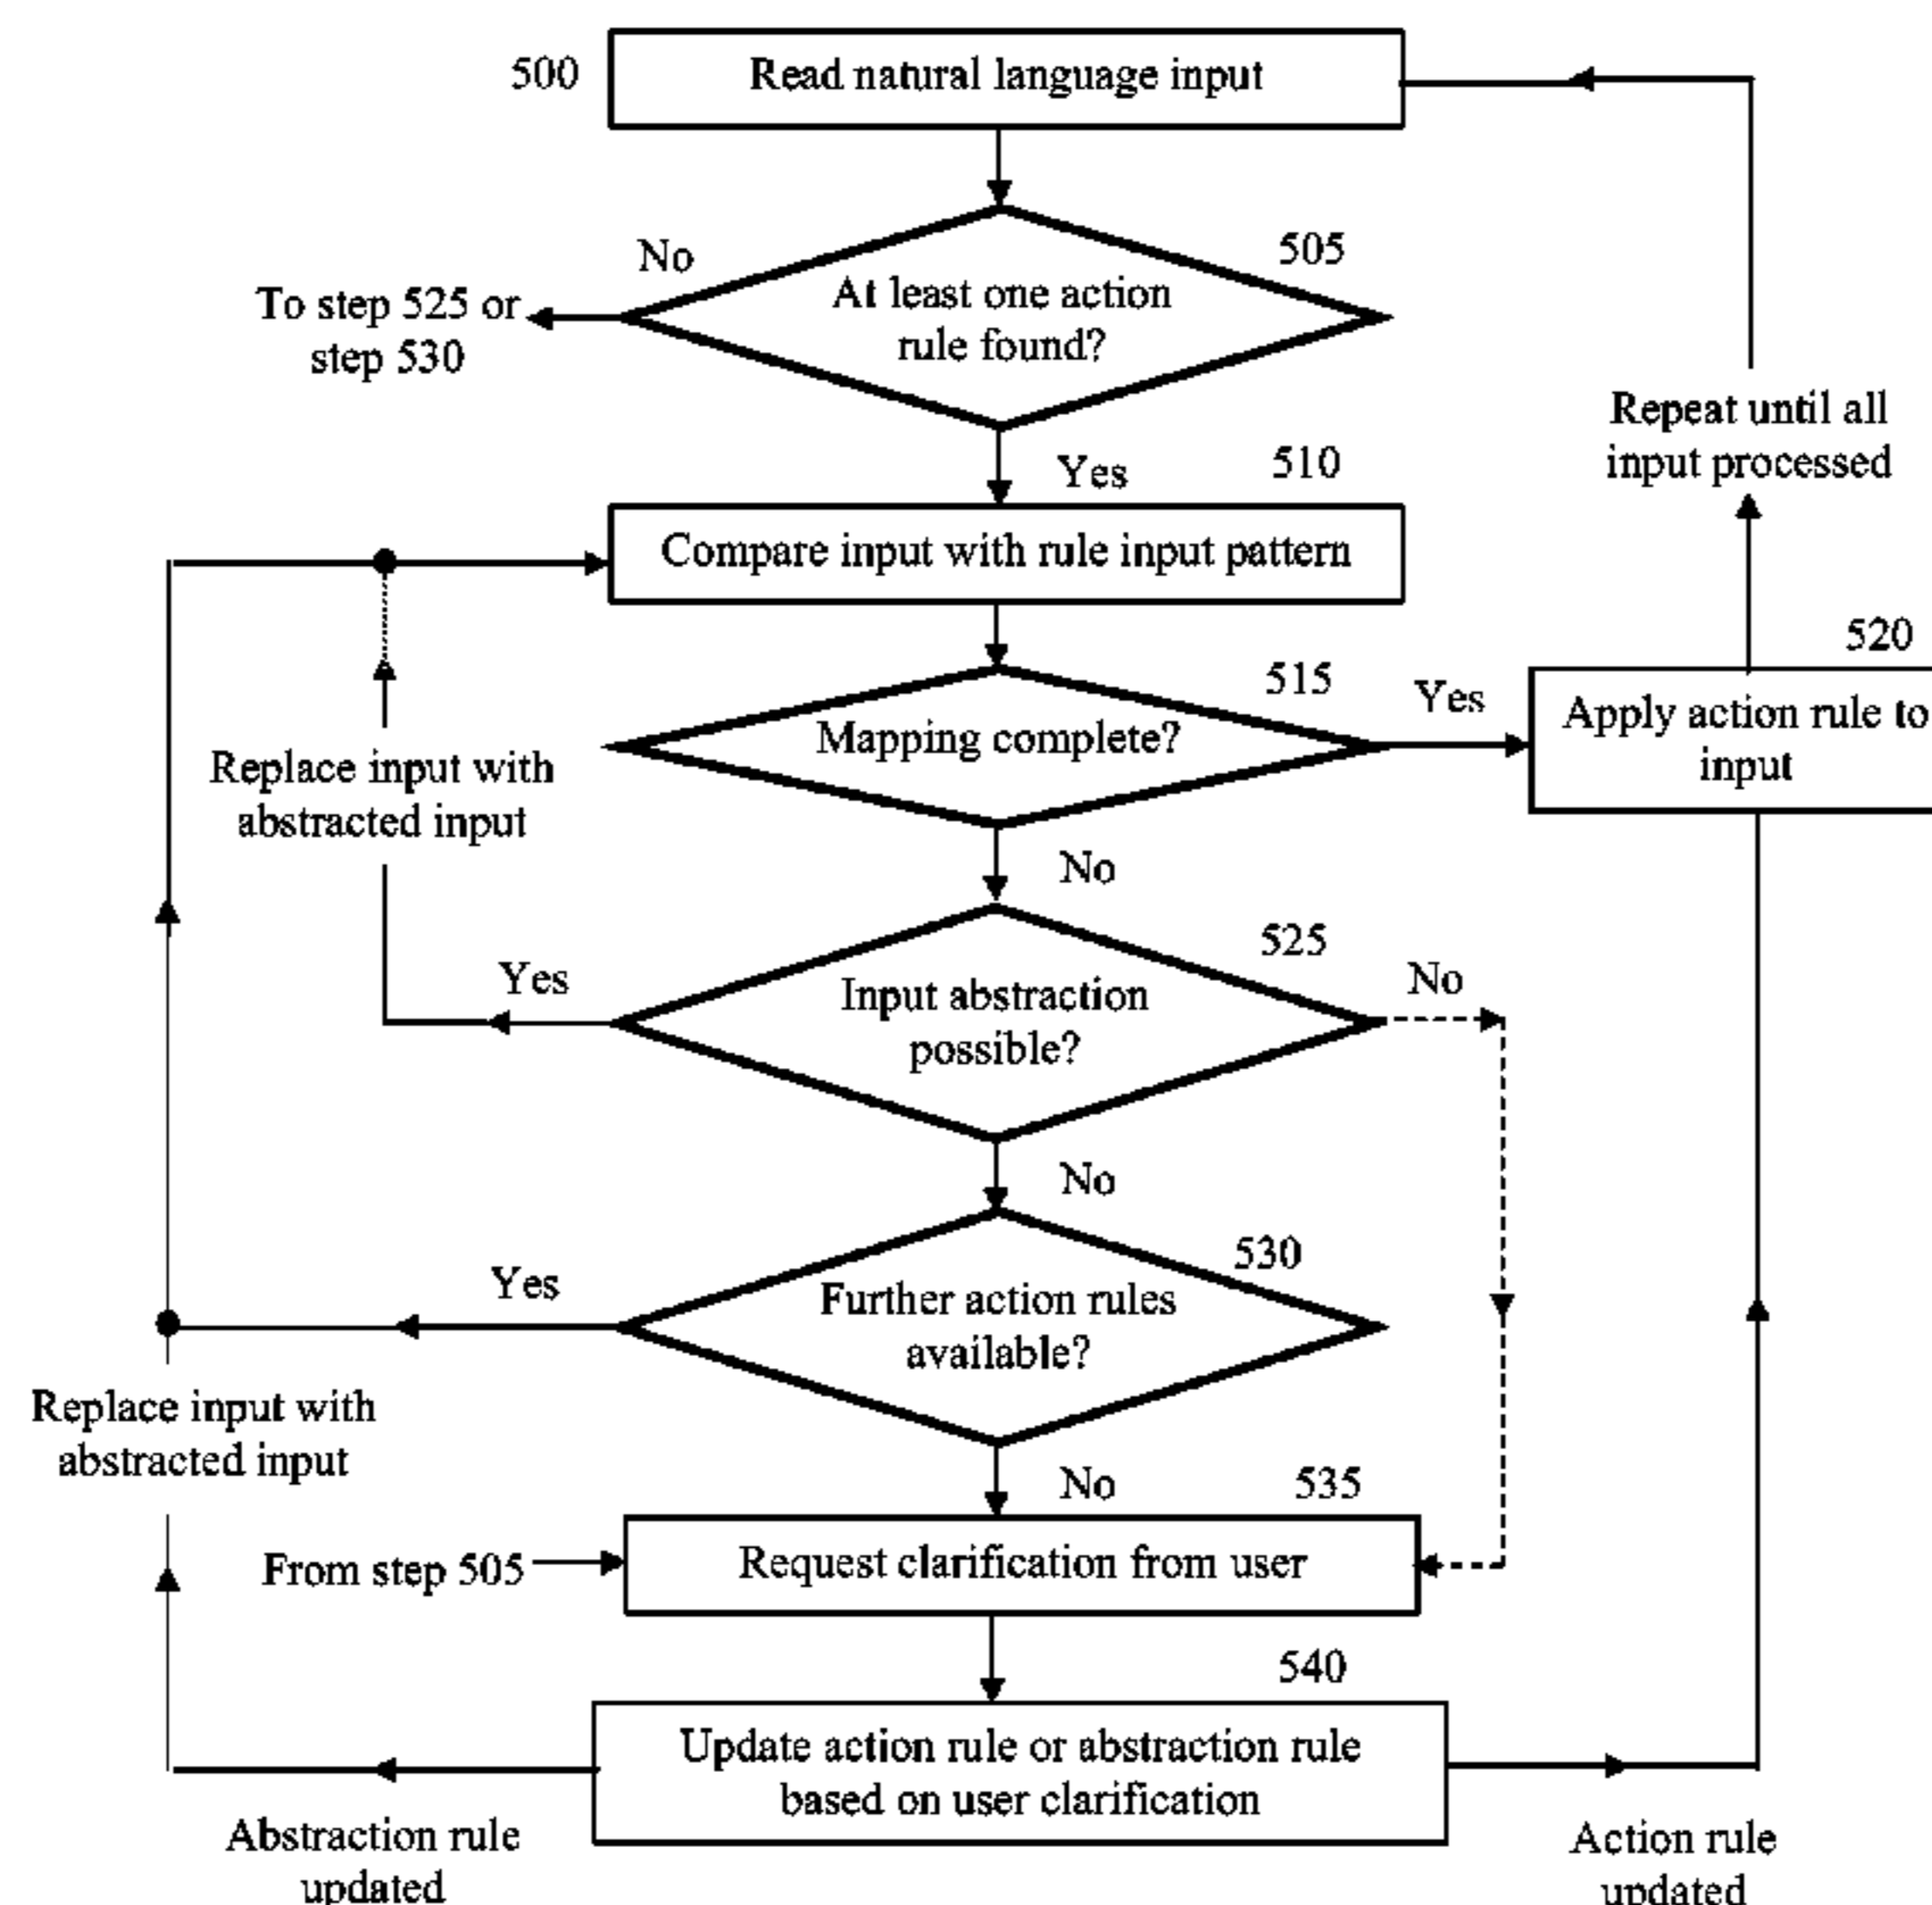 500
Read natural language input
No
505
At least one action
rule found?
To step 525 or
step 530
Repeat until all
input processed
Yes
510
Compare input with rule input pattern
520
515
Yes
Mapping complete?
Apply action rule to
input
Replace input with
abstracted input
No
525
Yes
No
Input abstraction
possible?
No
530
Yes
Further action rules
available?
Replace input with
abstracted input
No
535
From step 505
Request clarification from user
540
Update action rule or abstraction rule
based on user clarification
Abstraction rule
updated
Action rule
updated